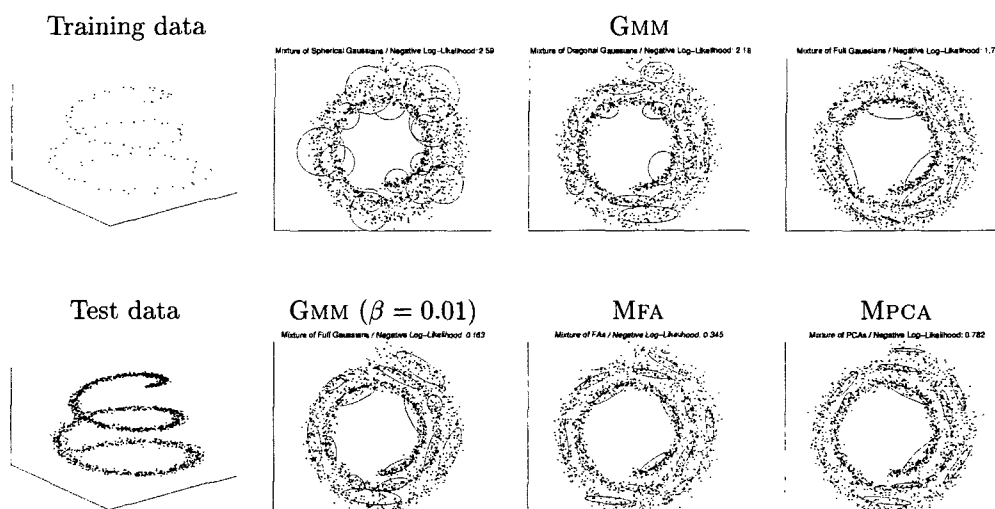 Training data
GMM
Mixture of Spherical Gaussians / Negative Log-Likelihood: 2.59
Mixture of Diagonal Gaussians / Negative Log-Likelihood: 2.18
Mixture of Full Gaussians / Negative Log-Likelihood: 1.7
Test data
GMM (β = 0.01)
MFA
MPCA
Mixture of Full Gaussians / Negative Log-Likelihood: 0.163
Mixture of FAs / Negative Log-Likelihood: 0.345
Mixture of PCAs / Negative Log-Likelihood: 0.782